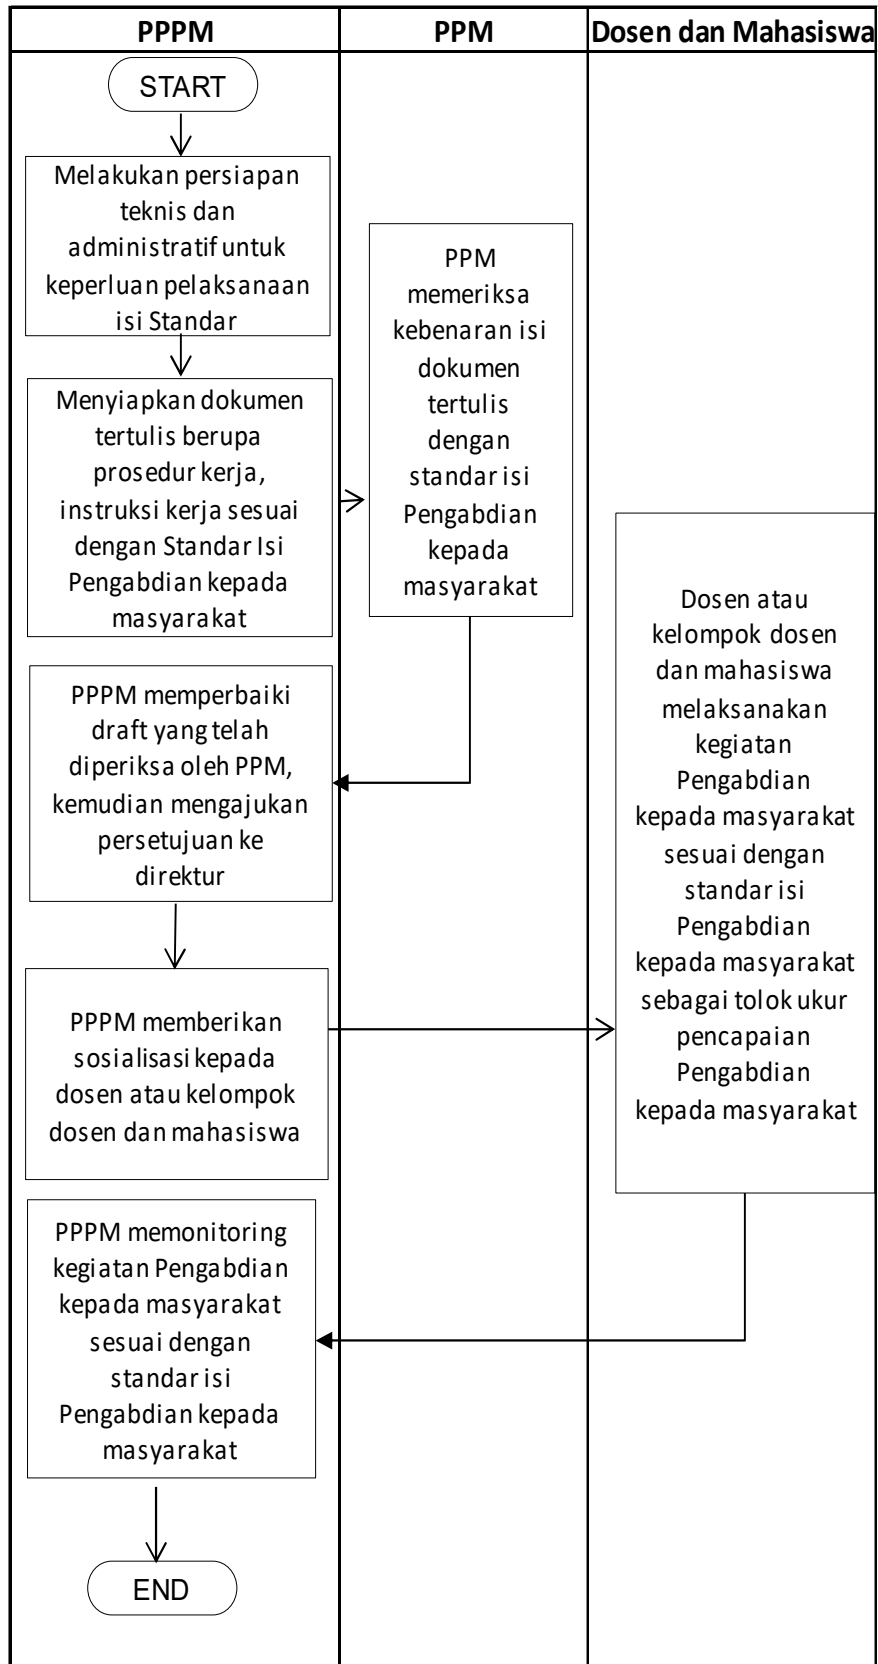 PPPM
PPM
Dosen dan Mahasiswa
START
Melakukan persiapan
teknis dan
administratif untuk
keperluan pelaksanaan
isi Standar
Menyiapkan dokumen
tertulis berupa
prosedur kerja,
instruksi kerja sesuai
dengan Standar Isi
Pengabdian kepada
masyarakat
PPM
memeriksa
kebenaran isi
dokumen
tertulis
dengan
standar isi
Pengabdian
kepada
masyarakat
PPPM memperbaiki
draft yang telah
diperiksa oleh PPM,
kemudian mengajukan
persetujuan ke
direktur
PPPM memberikan
sosialisasi kepada
dosen atau kelompok
dosen dan mahasiswa
Dosen atau
kelompok dosen
dan mahasiswa
melaksanakan
kegiatan
Pengabdian
kepada masyarakat
sesuai dengan
standar isi
Pengabdian
kepada masyarakat
sebagai tolok ukur
pencapaian
Pengabdian
kepada masyarakat
PPPM memonitoring
kegiatan Pengabdian
kepada masyarakat
sesuai dengan
standar isi
Pengabdian kepada
masyarakat
END